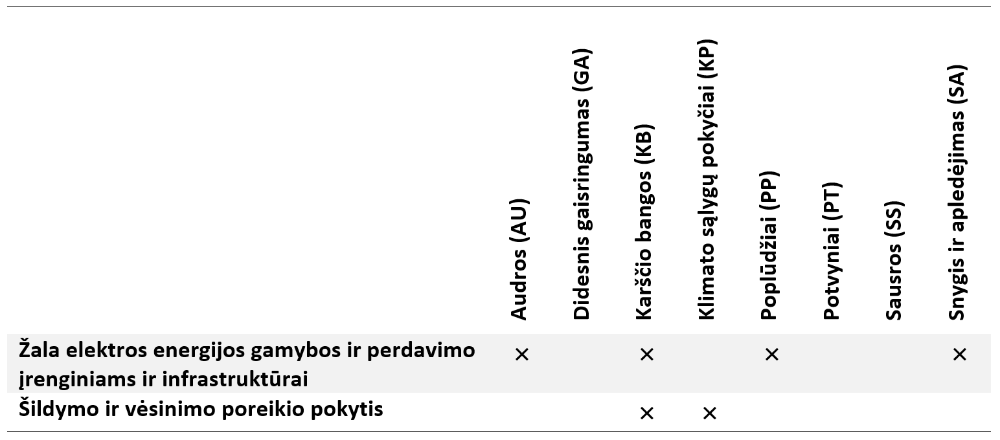 Audros (AU)
Didesnis gaisringumas (GA)
Karščio bangos (KB)
Klimato sąlygų pokyčiai (KP)
Poplūdžiai (PP)
Potvyniai (PT)
Sausros (SS)
Snygis ir apledėjimas (SA)
Žala elektros energijos gamybos ir perdavimo × × × ×
įrenginiams ir infrastruktūrai
Šildymo ir vėsinimo poreikio pokytis × ×